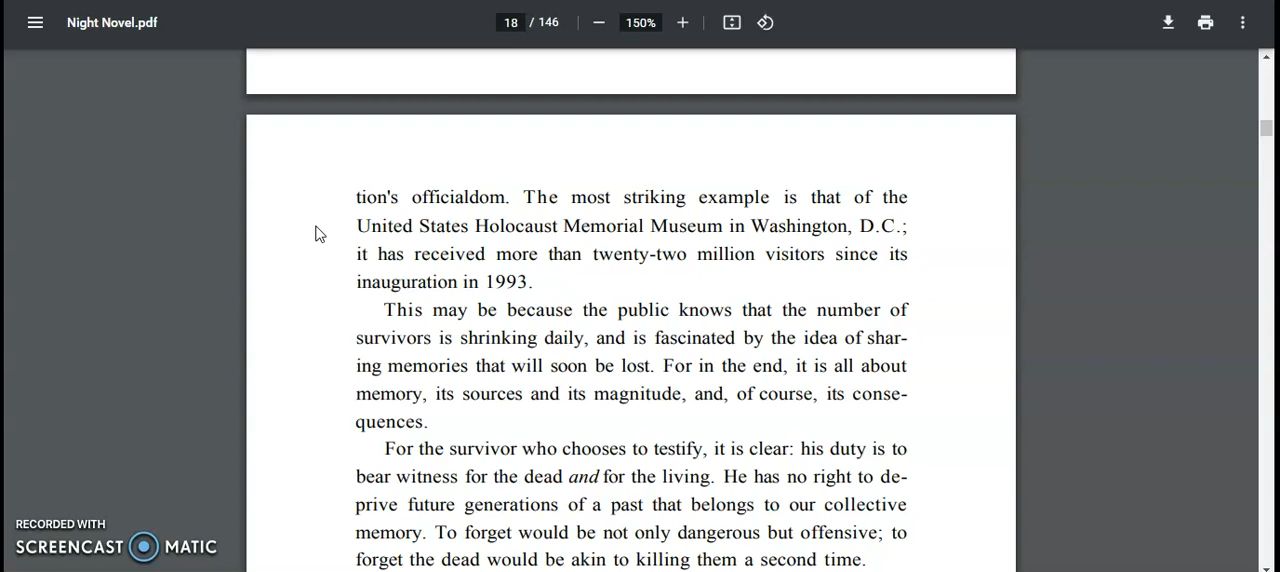 Night Novel.pdf
18 / 146
150%
tion's officialdom. The most striking example is that of the
United States Holocaust Memorial Museum in Washington, D.C.;
it has received more than twenty-two million visitors since its
inauguration in 1993.
This may be because the public knows that the number of
survivors is shrinking daily, and is fascinated by the idea of shar-
ing memories that will soon be lost. For in the end, it is all about
memory, its sources and its magnitude, and, of course, its conse-
quences.
For the survivor who chooses to testify, it is clear: his duty is to
bear witness for the dead and for the living. He has no right to de-
prive future generations of a past that belongs to our collective
memory. To forget would be not only dangerous but offensive; to
forget the dead would be akin to killing them a second time.
RECORDED WITH
SCREENCAST MATIC